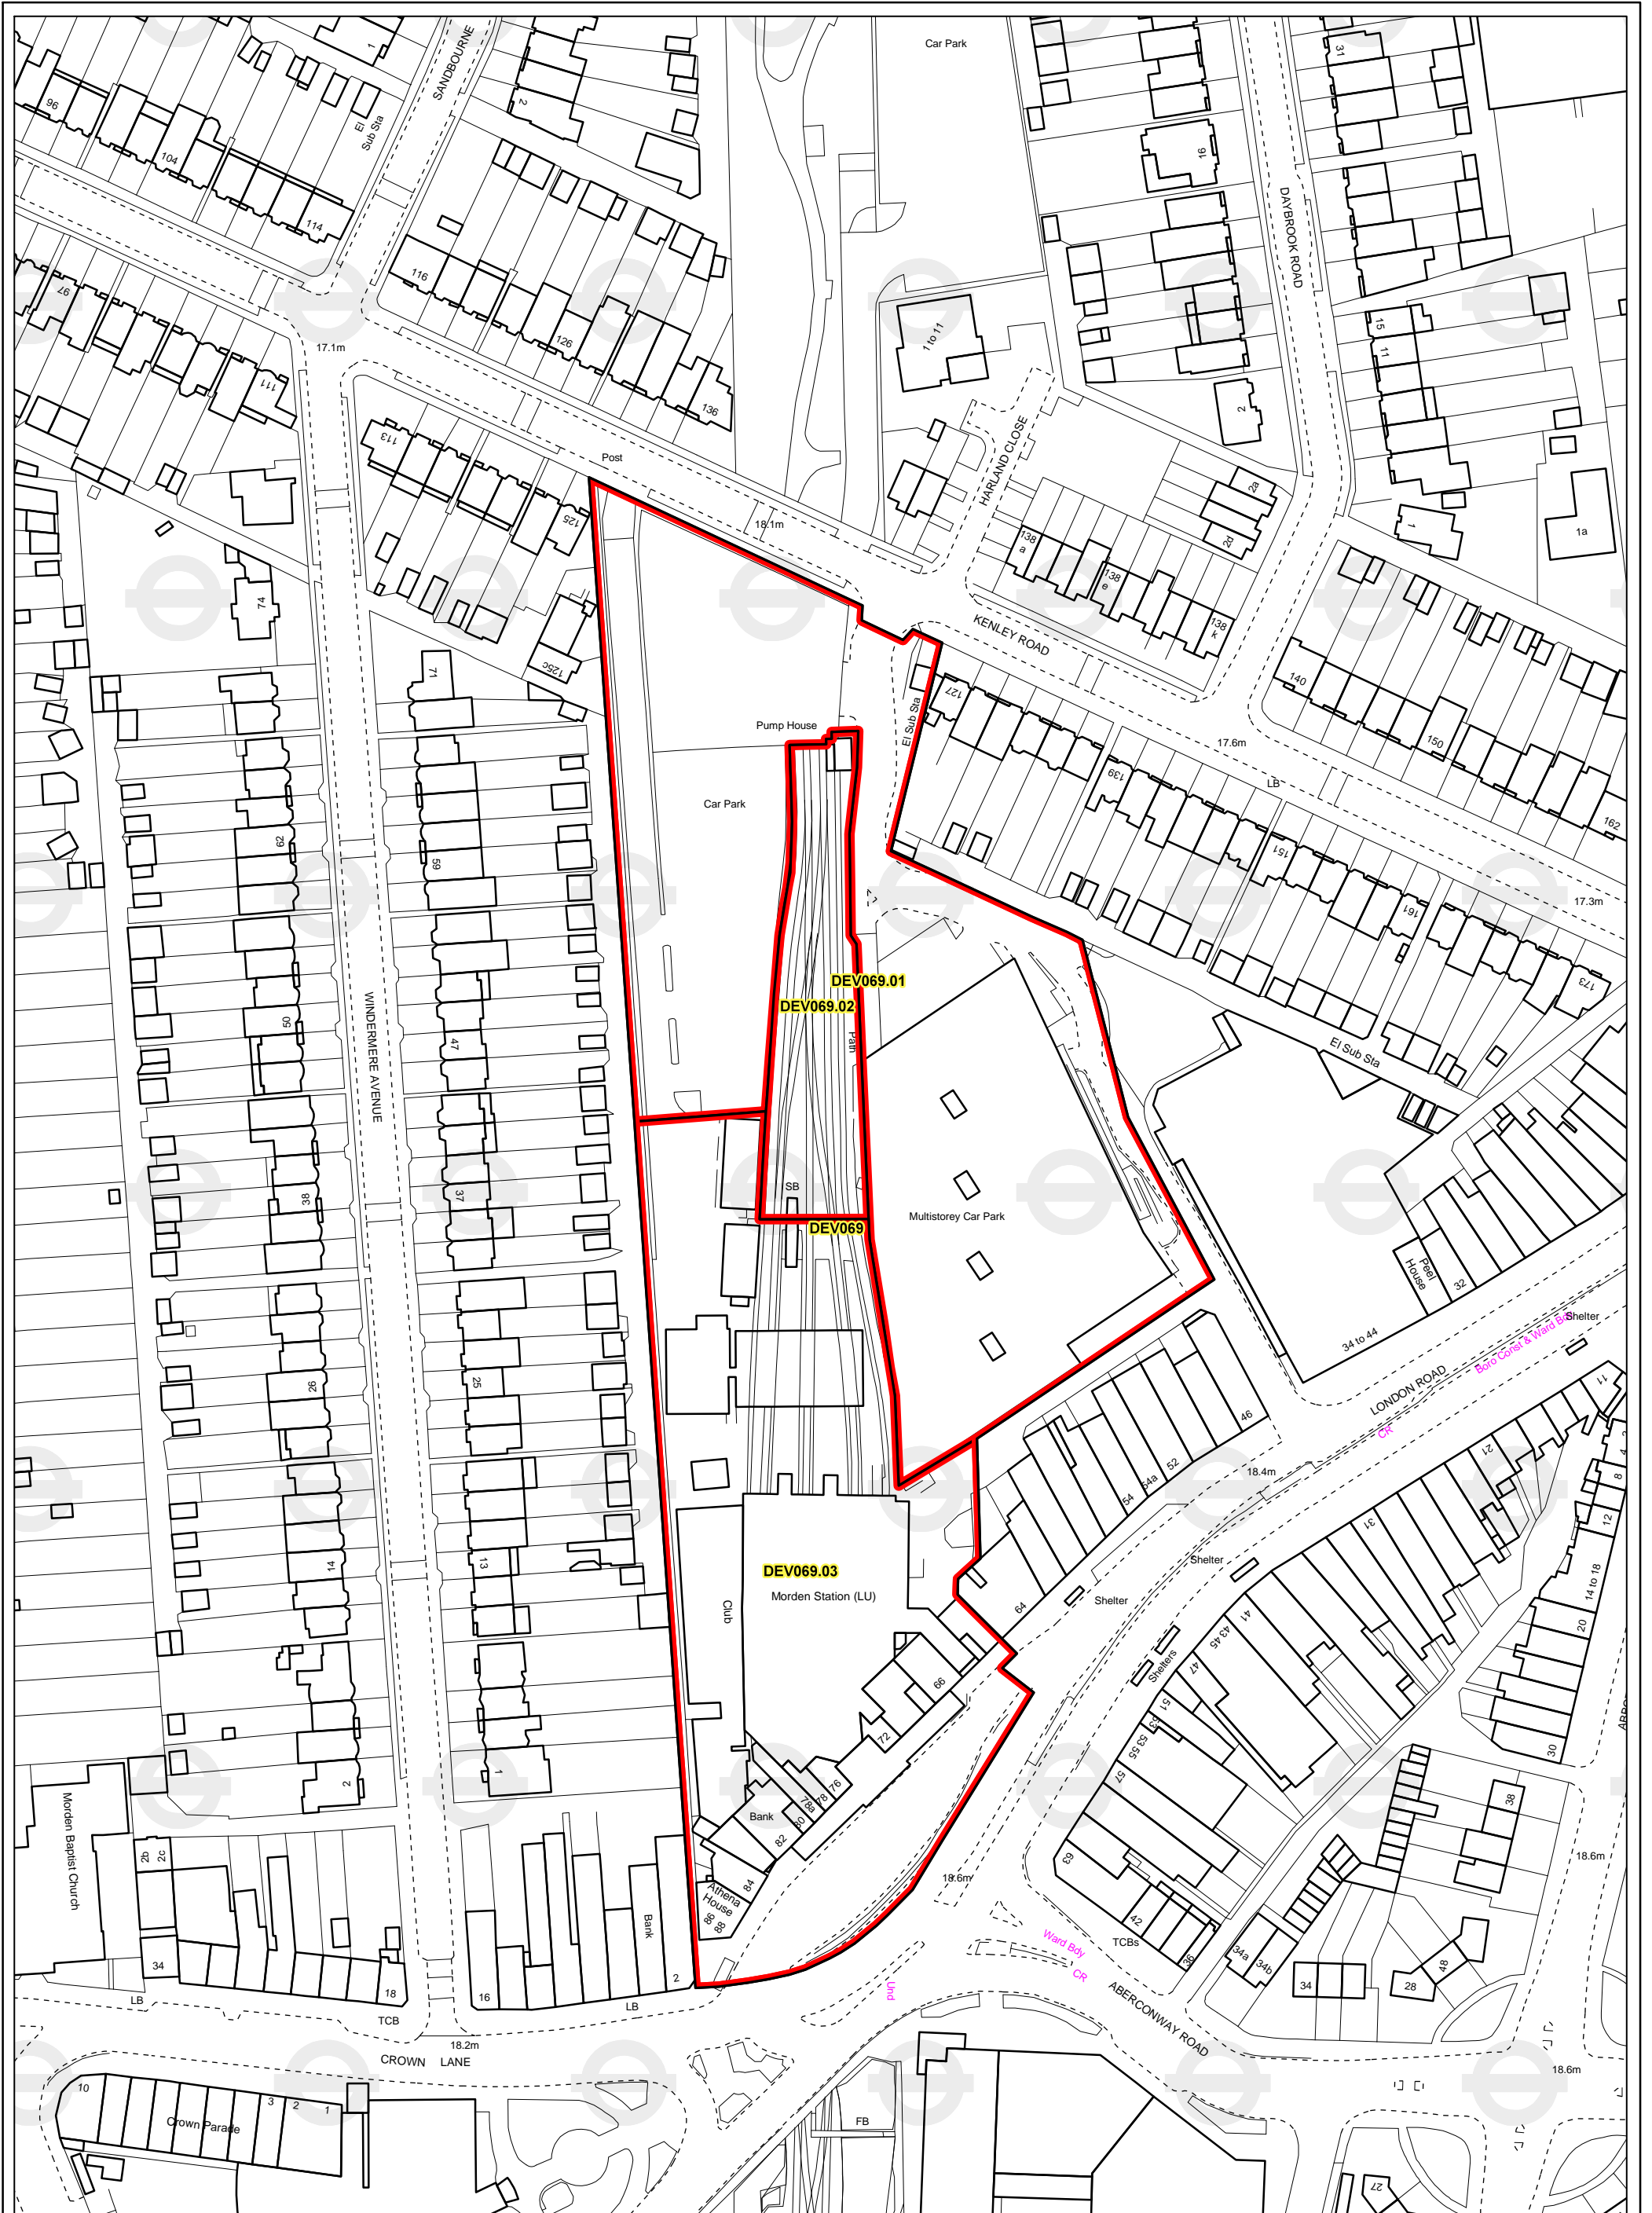 Car Park
1
SANDBOURNE
2
31
96
El
Sub Sta
104
114
16
DAYBROOK ROAD
116
97
126
136
111
17.1m
1 to 11
15
11
2
113
125
Post
HARLAND CLOSE
18.1m
2a
2d
1
1a
138
a
138
e
138
k
74
71
125c
KENLEY ROAD
140
150
162
El Sub Sta
127
139
17.6m
LB
151
161
173
17.3m
Pump House
Car Park
62
59
DEV069.01
DEV069.02
Path
50
47
WINDERMERE AVENUE
El Sub Sta
38
37
SB
DEV069
Multistorey Car Park
Peel
House
32
34 to 44
Shelter
Boro Const & Ward Bdy
LONDON ROAD
CR
26
25
46
52
54a
54
18.4m
11
21
2
4
8
12
31
14
13
DEV069.03
Morden Station (LU)
Club
64
Shelter
Shelter
Shelters
14 to 18
20
30
41
43 45
47
51
53
53 55
57
66
72
76
78
78a
80
82
Bank
84
Athena
House
86
88
2
1
Morden Baptist Church
2b
2c
34
18
16
Bank
2
LB
TCB
LB
18.2m
CROWN LANE
18.6m
63
42
TCBs
36
34a
34b
34
28
48
38
18.6m
Ward Bdy
CR
Und
ABERCONWAY ROAD
18.6m
10
3
2
1
Crown Parade
FB
27